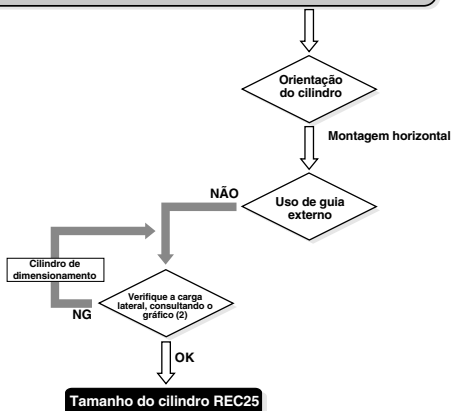 Orientação
do cilindro
Montagem horizontal
NÃO
Uso de guia
externo
Cilindro de
dimensionamento
Verifique a carga
lateral, consultando o
gráfico (2)
NG
OK
Tamanho do cilindro REC25